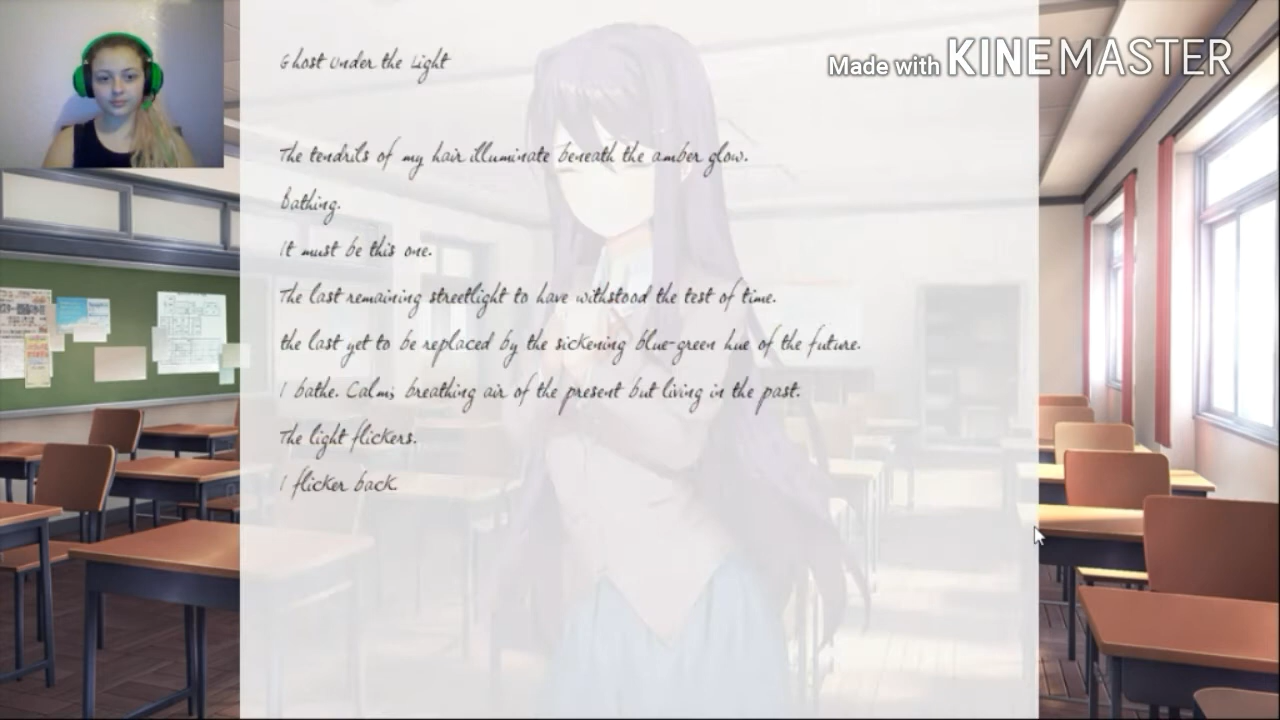 Made with KINEMASTER
Ghost Under the Light
The tendrils of my hair illuminate beneath the amber glow.
Bathing.
It must be this one.
The last remaining streetlight to have withstood the test of time.
the last yet to be replaced by the sickening blue-green hue of the future.
I bathe. Calm; breathing air of the present but living in the past.
The light flickers.
I flicker back.